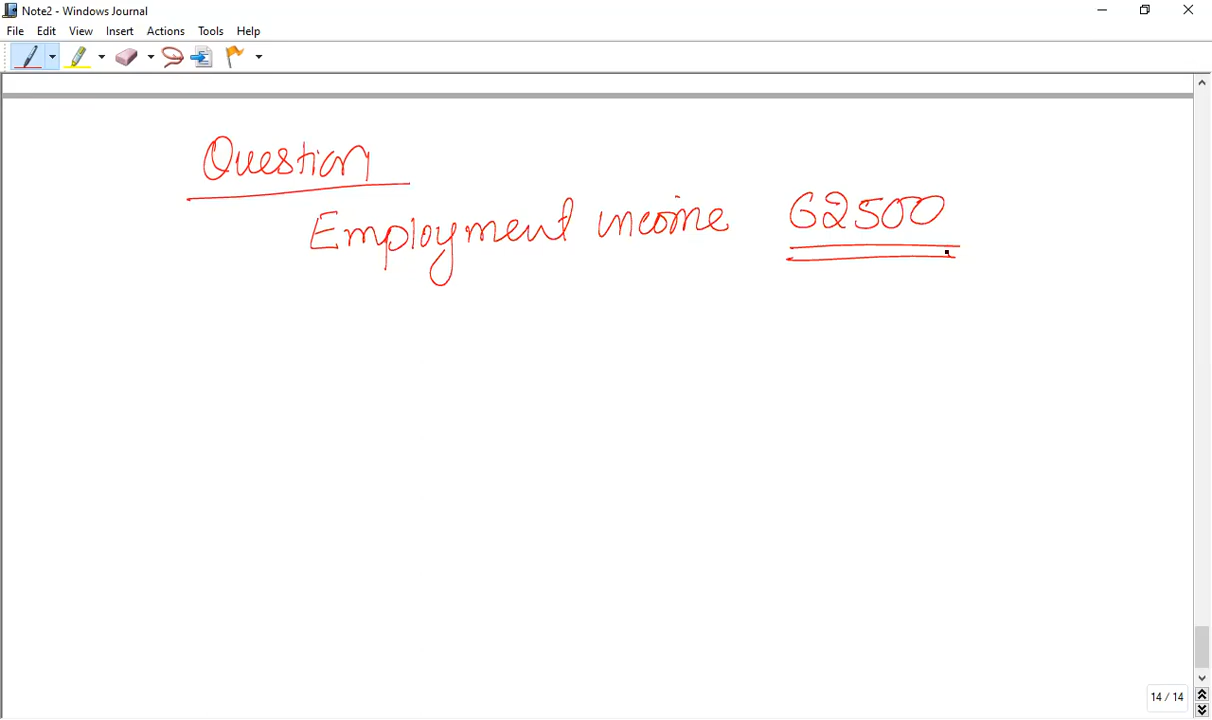 Note2 - Windows Journal
File Edit View Insert Actions Tools Help
Question
Employment income 62500
14 / 14